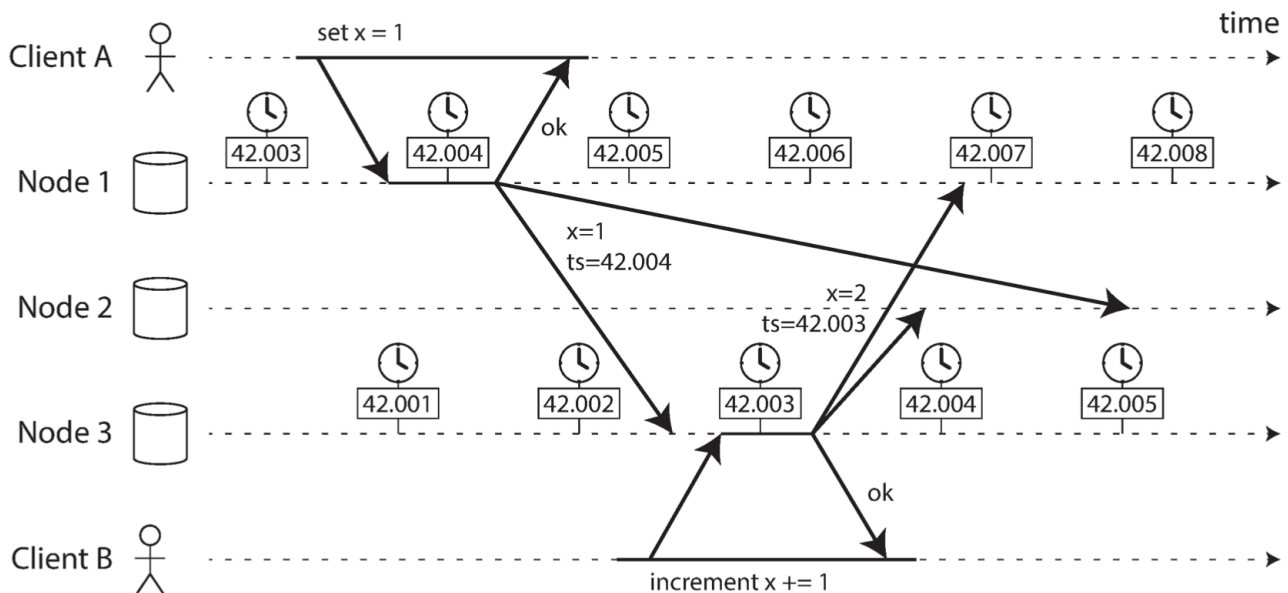 time
set x = 1
Client A
42.003
42.004
ok
42.005
42.006
42.007
42.008
Node 1
x=1
ts=42.004
Node 2
x=2
ts=42.003
42.001
42.002
42.003
42.004
42.005
Node 3
ok
Client B
increment x += 1